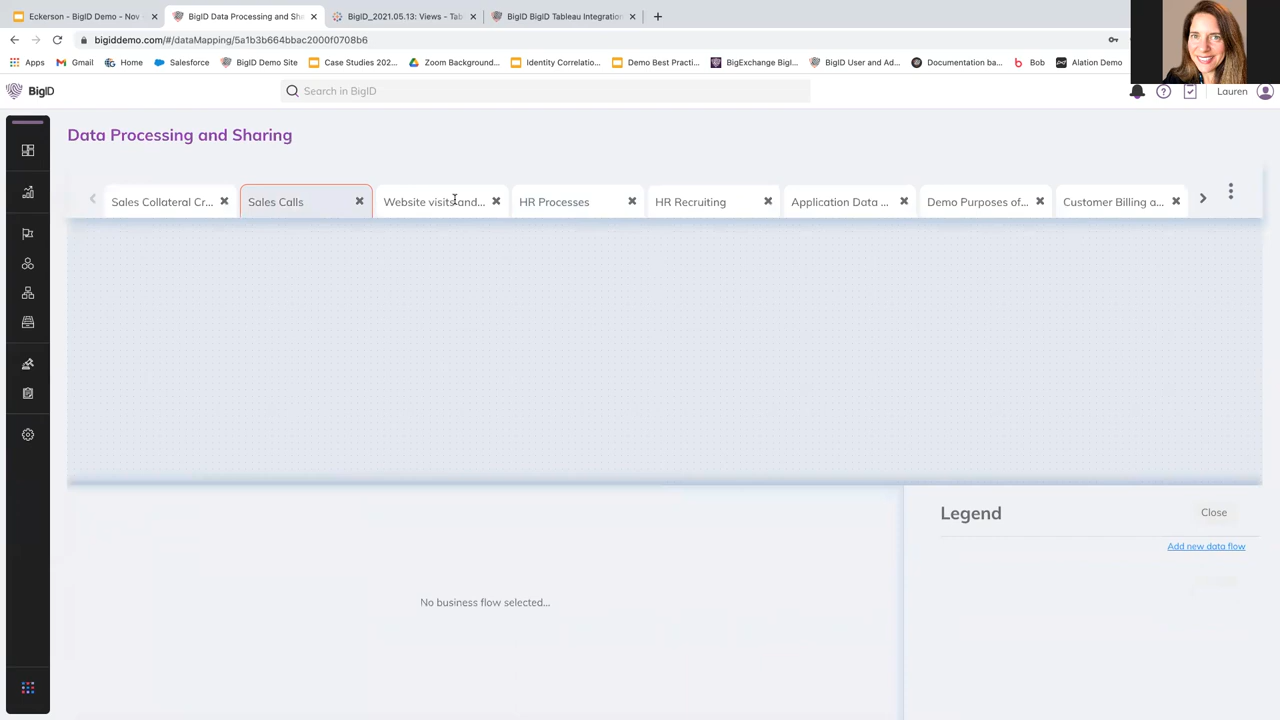 Eckerson - BigID Demo - Nov
BigID Data Processing and Sha
BigID_2021.05.13: Views - Tab
BigID BigID Tableau Integration
bigiddemo.com/#/dataMapping/5a1b3b664bbac2000f0708b6
Apps Gmail Home Salesforce BigID Demo Site Case Studies 202... Zoom Background... Identity Correlatio... Demo Best Practi... BigExchange BigI... BigID User and Ad... Documentation ba... Bob Alation Demo
BigID
Search in BigID
Lauren
Data Processing and Sharing
Sales Collateral Cr... Sales Calls Website visits and... HR Processes HR Recruiting Application Data ... Demo Purposes of... Customer Billing a...
Legend
Close
Add new data flow
No business flow selected...